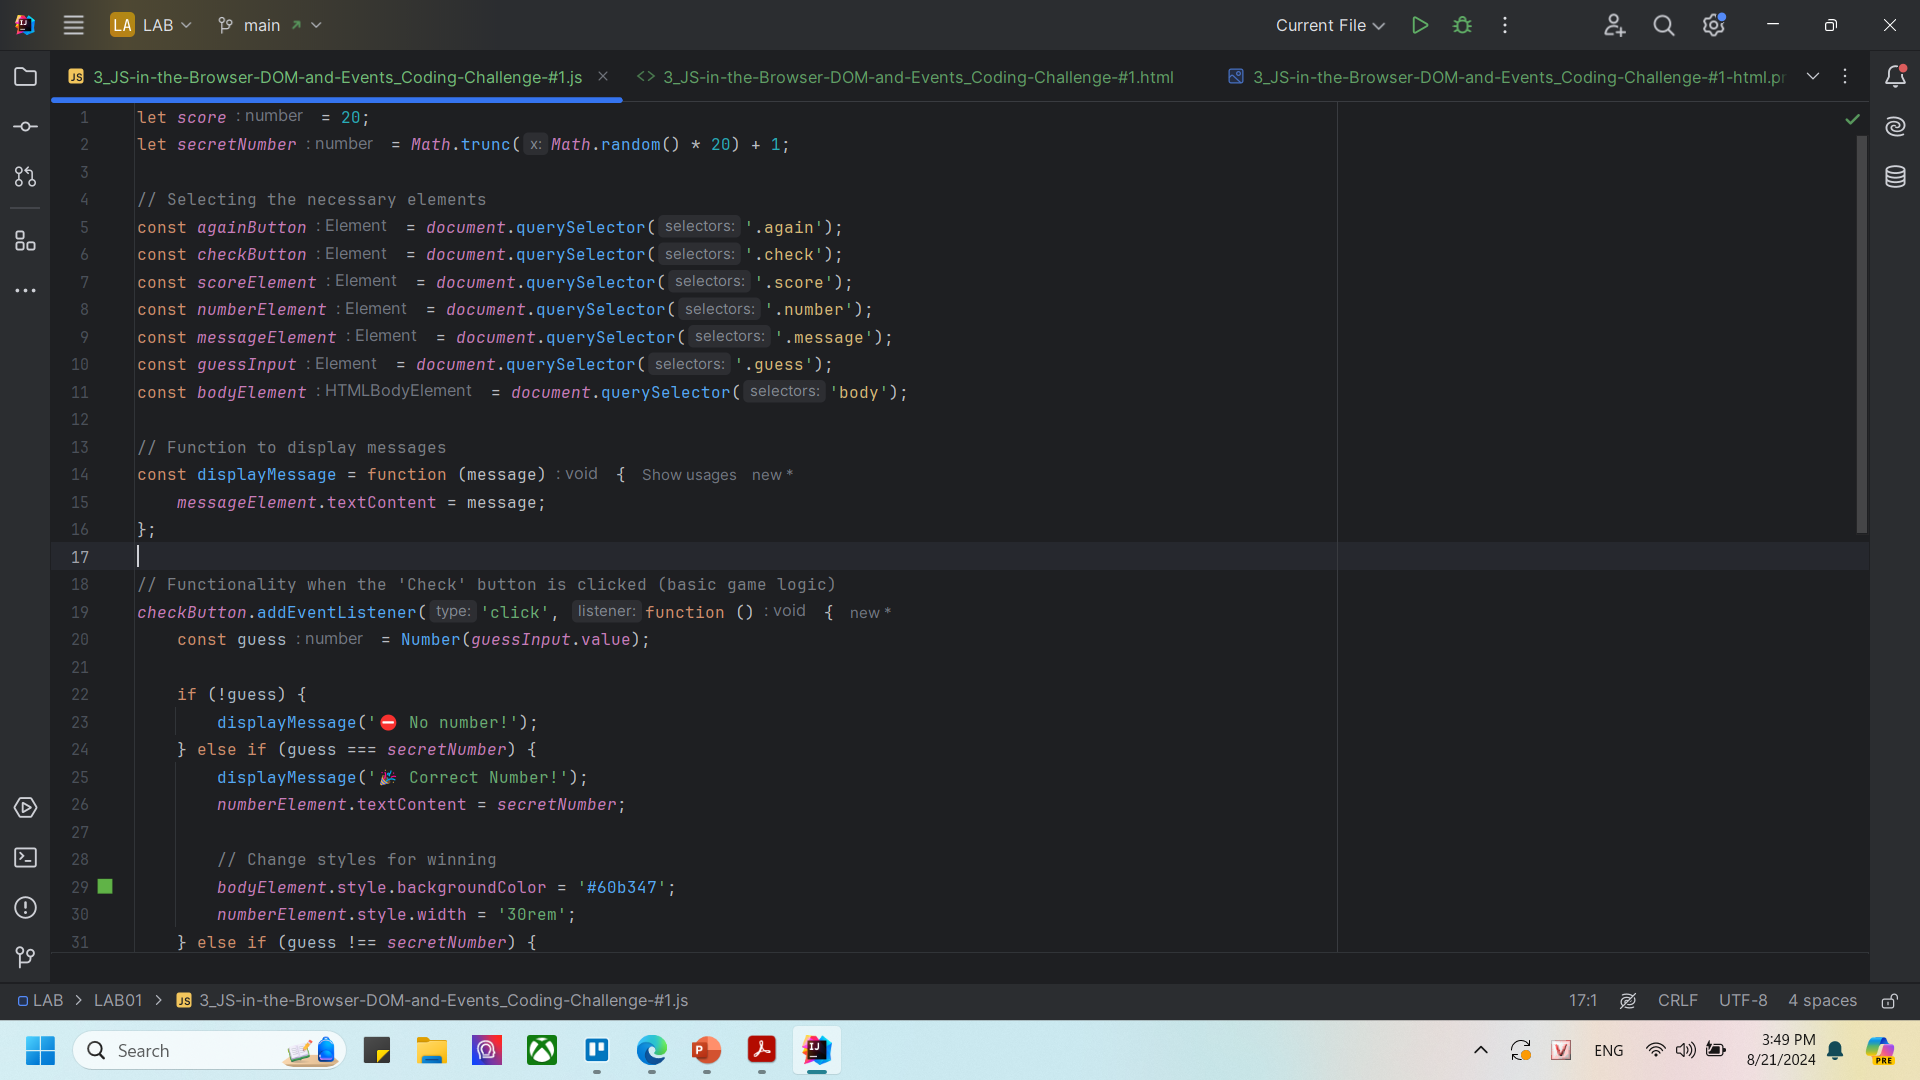 LA LAB main Current File
JS 3_JS-in-the-Browser-DOM-and-Events_Coding-Challenge-#1.js 3_JS-in-the-Browser-DOM-and-Events_Coding-Challenge-#1.html 3_JS-in-the-Browser-DOM-and-Events_Coding-Challenge-#1-html.pr
1 let score : number = 20;
2 let secretNumber : number = Math.trunc( x: Math.random() * 20) + 1;
3
4 // Selecting the necessary elements
5 const againButton : Element = document.querySelector( selectors: '.again');
6 const checkButton : Element = document.querySelector( selectors: '.check');
7 const scoreElement : Element = document.querySelector( selectors: '.score');
8 const numberElement : Element = document.querySelector( selectors: '.number');
9 const messageElement : Element = document.querySelector( selectors: '.message');
10 const guessInput : Element = document.querySelector( selectors: '.guess');
11 const bodyElement : HTMLBodyElement = document.querySelector( selectors: 'body');
12
13 // Function to display messages
14 const displayMessage = function (message) : void { Show usages new *
15 messageElement.textContent = message;
16 };
17
18 // Functionality when the 'Check' button is clicked (basic game logic)
19 checkButton.addEventListener( type: 'click', listener: function () : void { new *
20 const guess : number = Number(guessInput.value);
21
22 if (!guess) {
23 displayMessage('⛔ No number!');
24 } else if (guess === secretNumber) {
25 displayMessage('🎉 Correct Number!');
26 numberElement.textContent = secretNumber;
27
28 // Change styles for winning
29 bodyElement.style.backgroundColor = '#60b347';
30 numberElement.style.width = '30rem';
31 } else if (guess !== secretNumber) {
LAB > LAB01 > JS 3_JS-in-the-Browser-DOM-and-Events_Coding-Challenge-#1.js 17:1 CRLF UTF-8 4 spaces
Search ENG 3:49 PM
8/21/2024
PRE